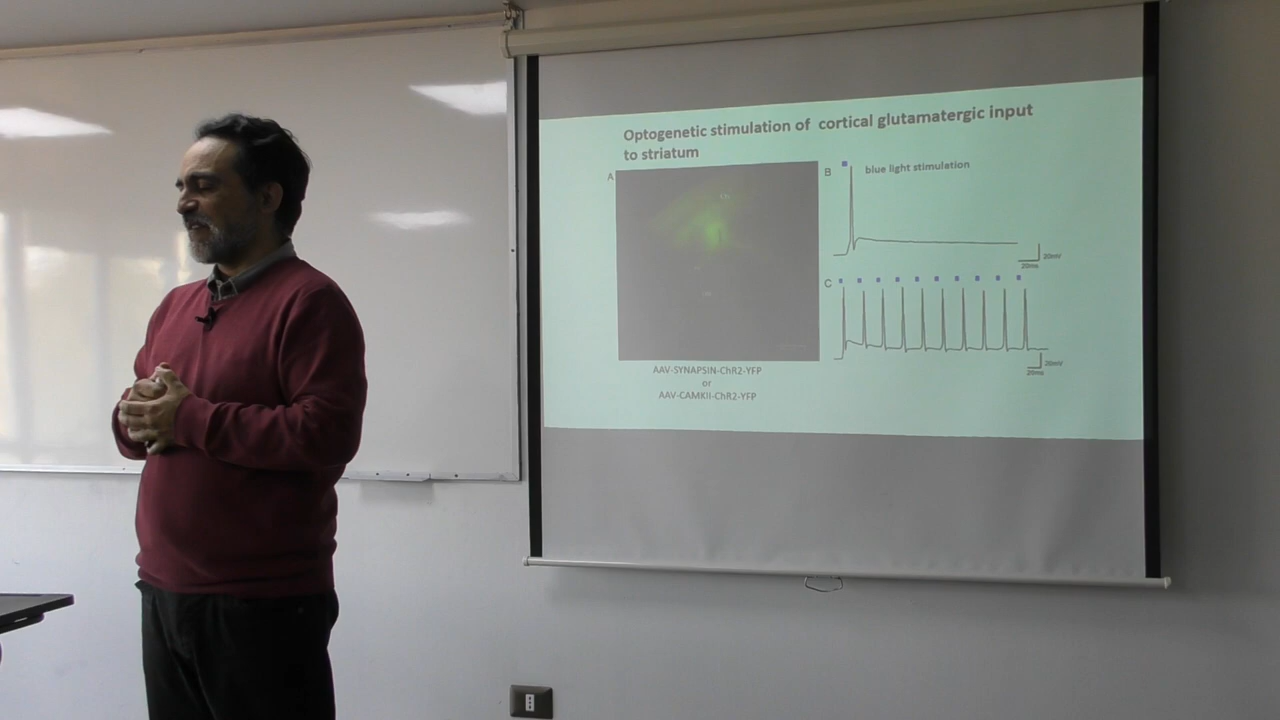 Optogenetic stimulation of cortical glutamatergic input
to striatum
A
B
blue light stimulation
20mV
20ms
C
20mV
20ms
AAV-SYNAPSIN-ChR2-YFP
or
AAV-CAMKII-ChR2-YFP